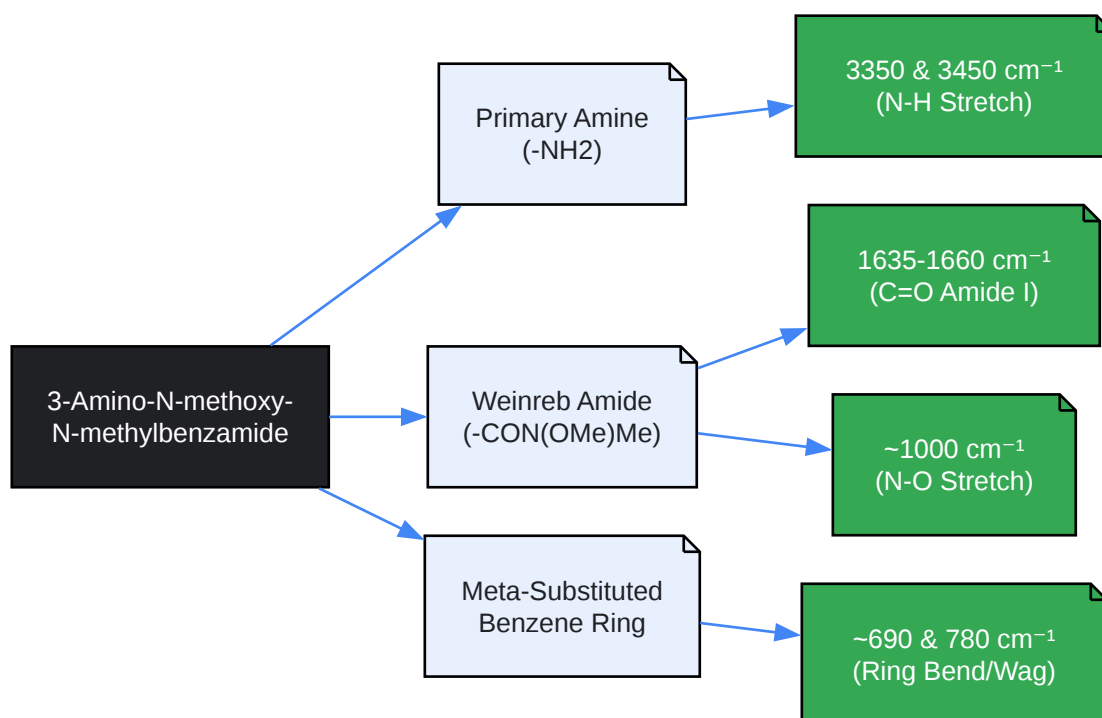 3-Amino-N-methoxy-
N-methylbenzamide
Primary Amine
(-NH2)
3350 & 3450 cm⁻¹
(N-H Stretch)
Weinreb Amide
(-CON(OMe)Me)
1635-1660 cm⁻¹
(C=O Amide I)
~1000 cm⁻¹
(N-O Stretch)
Meta-Substituted
Benzene Ring
~690 & 780 cm⁻¹
(Ring Bend/Wag)